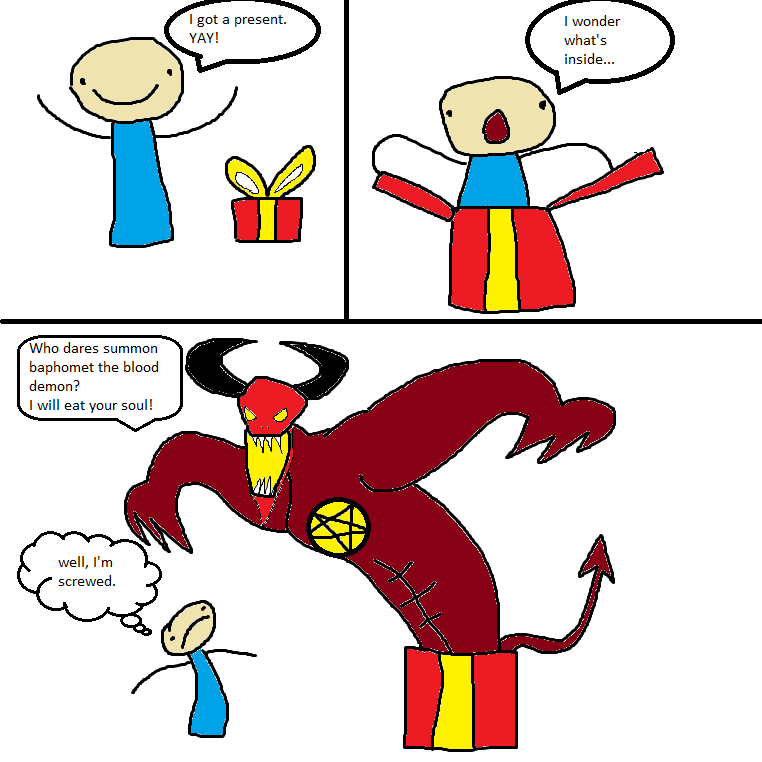 I got a present.
YAY!
I wonder
what's
inside...
Who dares summon
baphomet the blood
demon?
I will eat your soul!
well, I'm
screwed.